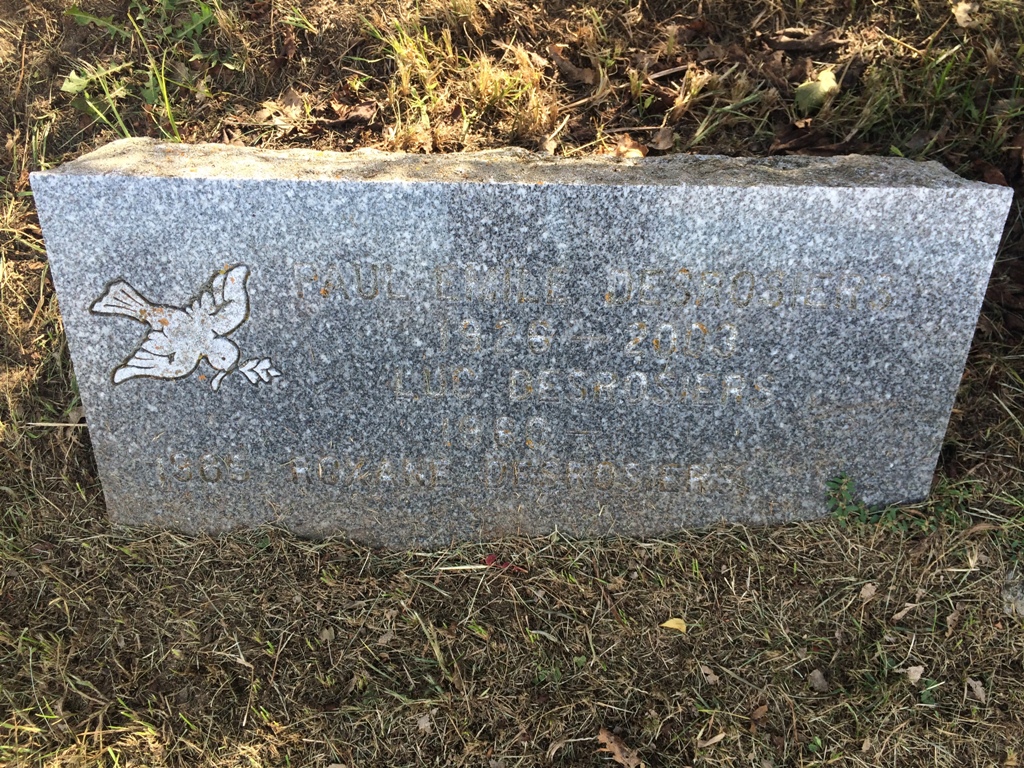 PAUL-EMILE DESROSIERS
1926 — 2003
LUC DESROSIERS
—
1965 ROXANE DESROSIERS